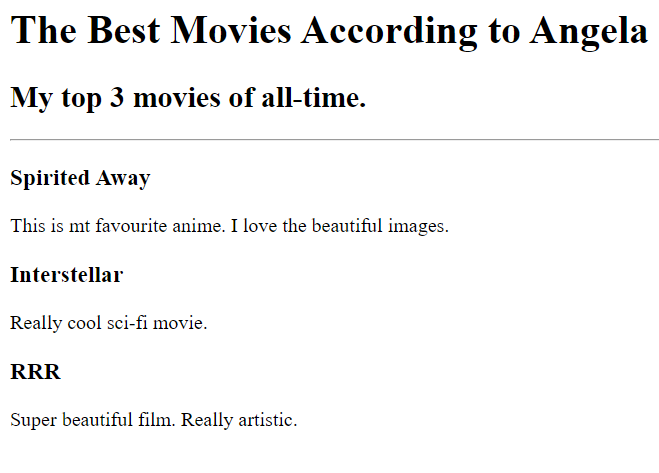 The Best Movies According to Angela
My top 3 movies of all-time.
Spirited Away
This is mt favourite anime. I love the beautiful images.
Interstellar
Really cool sci-fi movie.
RRR
Super beautiful film. Really artistic.